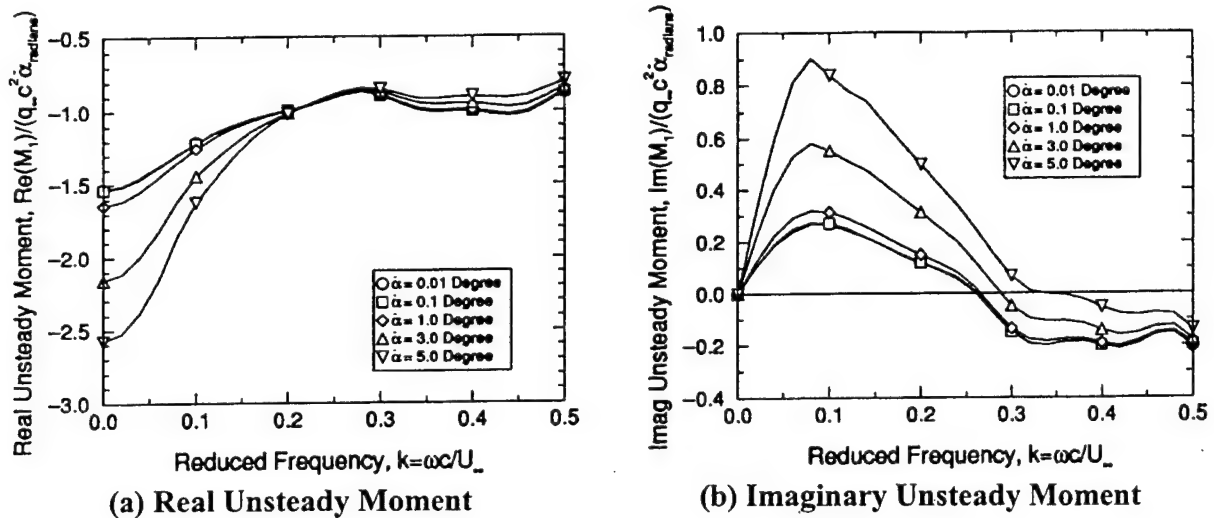 Real Unsteady Moment, Re(M₁)/(q∞c²α̇radians)
-0.5
-1.0
-1.5
-2.0
-2.5
-3.0
α̇= 0.01 Degree
α̇= 0.1 Degree
α̇= 1.0 Degree
α̇= 3.0 Degree
α̇= 5.0 Degree
0.0 0.1 0.2 0.3 0.4 0.5
Reduced Frequency, k=ωc/U∞
(a) Real Unsteady Moment
Imag Unsteady Moment, Im(M₁)/(q∞c²α̇radians)
1.0
0.8
0.6
0.4
0.2
0.0
-0.2
-0.4
α̇= 0.01 Degree
α̇= 0.1 Degree
α̇= 1.0 Degree
α̇= 3.0 Degree
α̇= 5.0 Degree
0.0 0.1 0.2 0.3 0.4 0.5
Reduced Frequency, k=ωc/U∞
(b) Imaginary Unsteady Moment